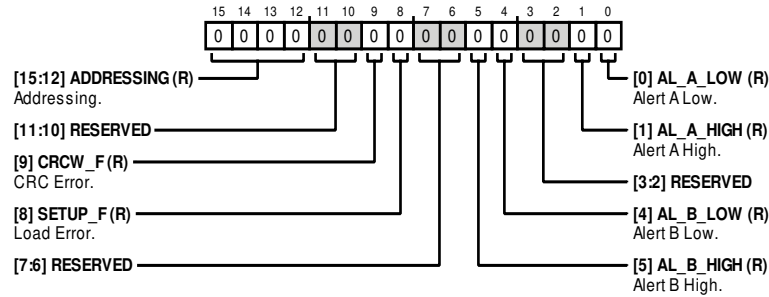 15 14 13 12 11 10 9 8 7 6 5 4 3 2 1 0
0 0 0 0 0 0 0 0 0 0 0 0 0 0 0 0
[15:12] ADDRESSING (R)
Addressing.
[11:10] RESERVED
[9] CRCW_F (R)
CRC Error.
[8] SETUP_F (R)
Load Error.
[7:6] RESERVED
[0] AL_A_LOW (R)
Alert A Low.
[1] AL_A_HIGH (R)
Alert A High.
[3:2] RESERVED
[4] AL_B_LOW (R)
Alert B Low.
[5] AL_B_HIGH (R)
Alert B High.